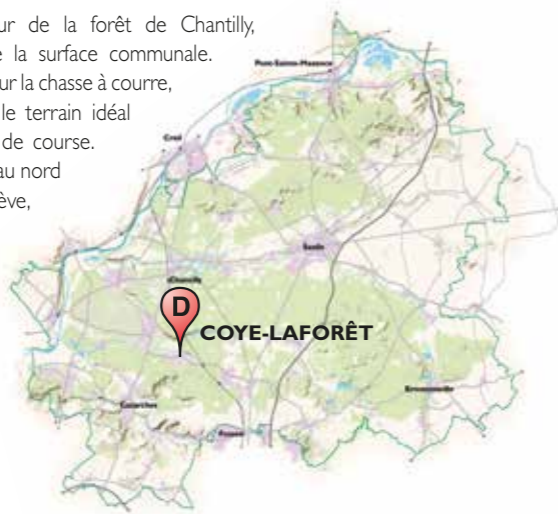 ur de la forêt de Chantilly,
e la surface communale.
ur la chasse à courre,
le terrain idéal
de course.
au nord
ève,
Pont-Sainte-Maxence
Creil
Senlis
Chantilly
D
COYE-LAFORÊT
Ermenonville
Luzarches
Fosses